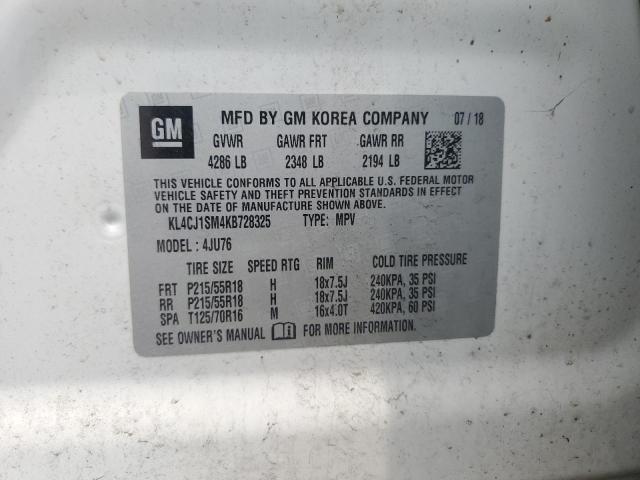 GM
MFD BY GM KOREA COMPANY 07 / 18
GVWR GAWR FRT GAWR RR
4286 LB 2348 LB 2194 LB
THIS VEHICLE CONFORMS TO ALL APPLICABLE U.S. FEDERAL MOTOR
VEHICLE SAFETY AND THEFT PREVENTION STANDARDS IN EFFECT
ON THE DATE OF MANUFACTURE SHOWN ABOVE.
KL4CJ1SM4KB728325 TYPE: MPV
MODEL: 4JU76
TIRE SIZE SPEED RTG RIM COLD TIRE PRESSURE
FRT P215/55R18 H 18x7.5J 240KPA, 35 PSI
RR P215/55R18 H 18x7.5J 240KPA, 35 PSI
SPA T125/70R16 M 16x4.0T 420KPA, 60 PSI
SEE OWNER'S MANUAL FOR MORE INFORMATION.